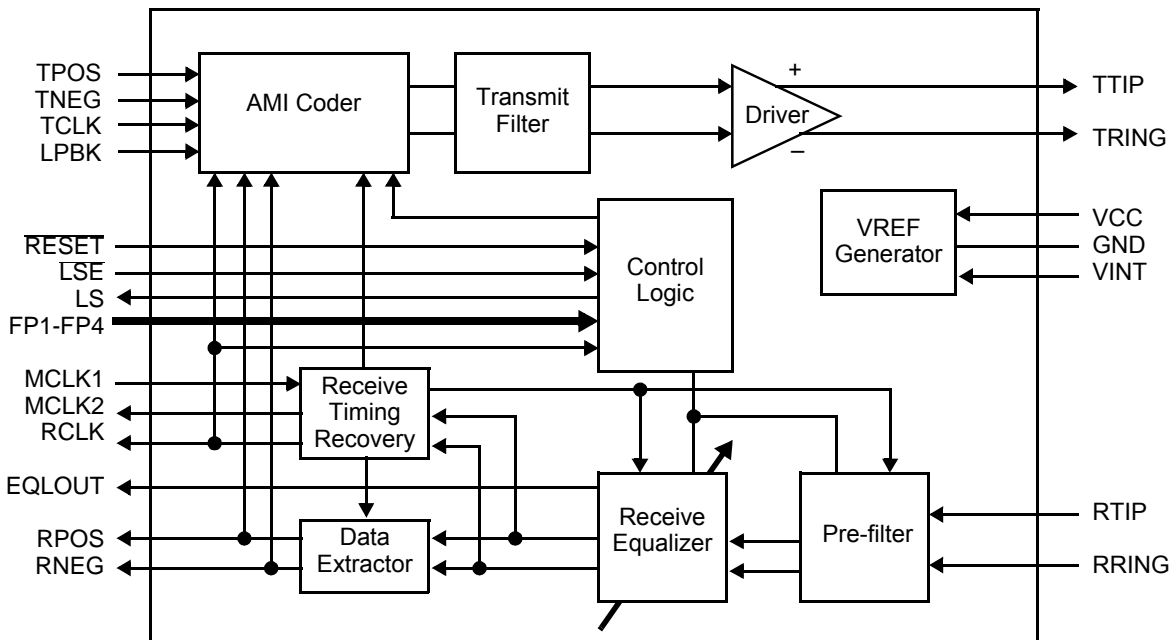 TPOS
TNEG
TCLK
LPBK
AMI Coder
Transmit
Filter
+
Driver
–
TTIP
TRING
RESET
LSE
LS
FP1-FP4
Control
Logic
VREF
Generator
VCC
GND
VINT
MCLK1
MCLK2
RCLK
Receive
Timing
Recovery
EQLOUT
RPOS
RNEG
Data
Extractor
Receive
Equalizer
Pre-filter
RTIP
RRING